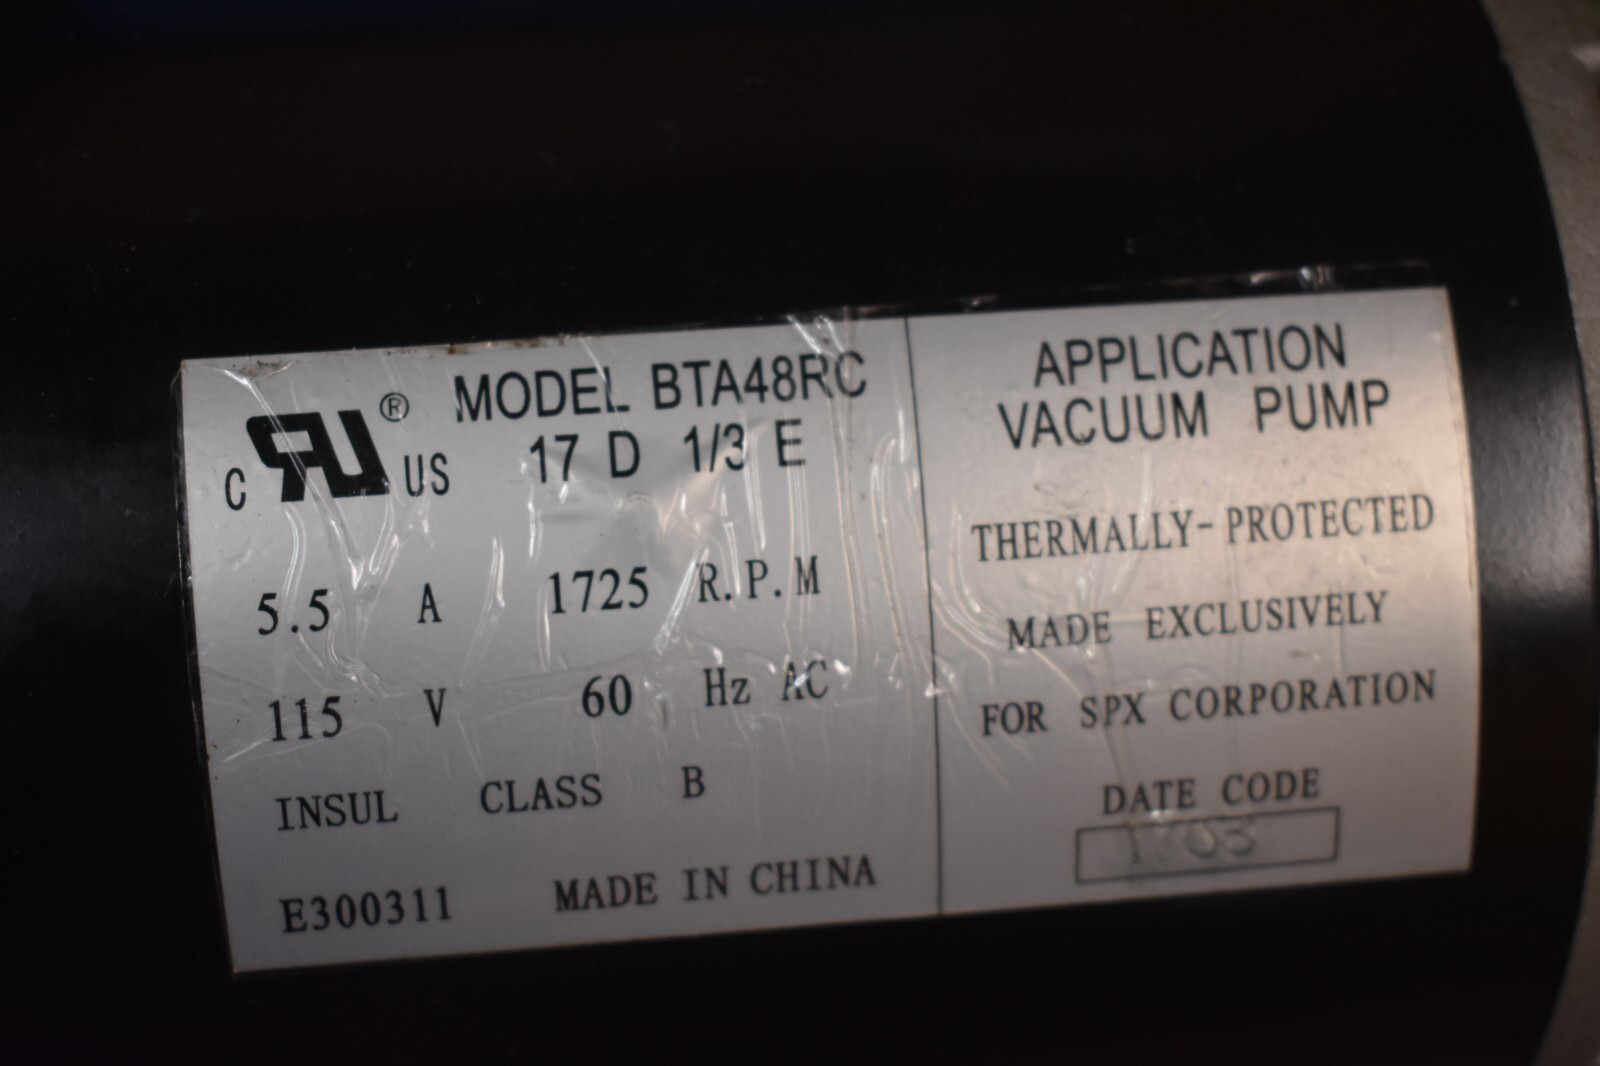 MODEL BTA48RC
17 D 1/3 E
C RU® US
5.5 A 1725 R.P.M
115 V 60 Hz AC
INSUL CLASS B
E300311 MADE IN CHINA
APPLICATION
VACUUM PUMP
THERMALLY-PROTECTED
MADE EXCLUSIVELY
FOR SPX CORPORATION
DATE CODE